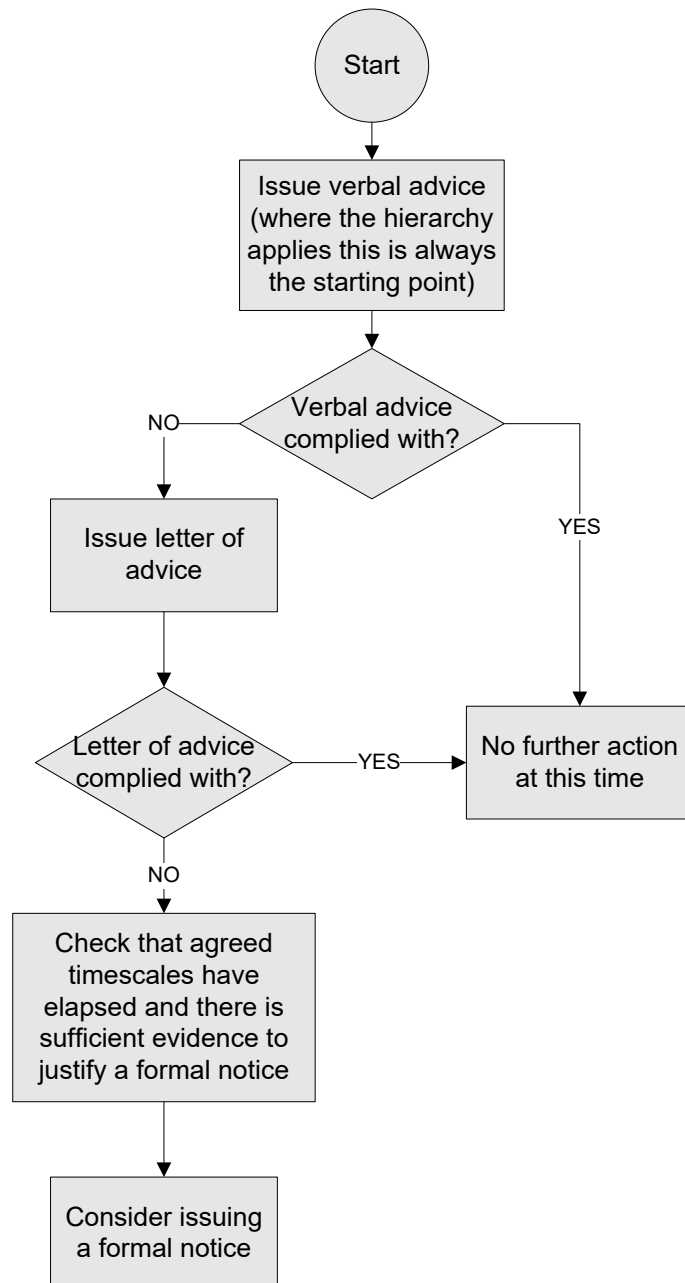 Start
Issue verbal advice
(where the hierarchy
applies this is always
the starting point)
Verbal advice
complied with?
NO
YES
Issue letter of
advice
Letter of advice
complied with?
YES
No further action
at this time
NO
Check that agreed
timescales have
elapsed and there is
sufficient evidence to
justify a formal notice
Consider issuing
a formal notice